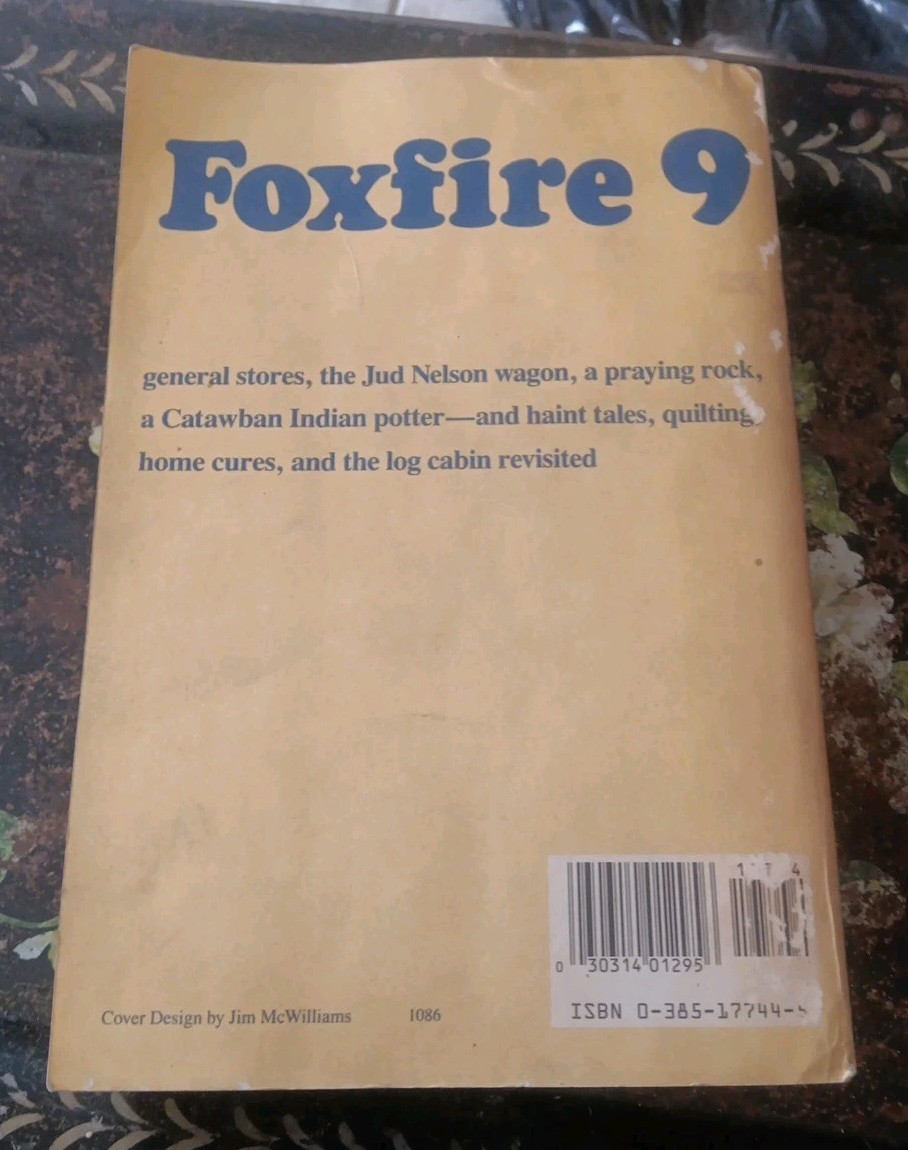 Foxfire 9
general stores, the Jud Nelson wagon, a praying rock,
a Catawban Indian potter—and haint tales, quilting,
home cures, and the log cabin revisited
0 30314 01295
ISBN 0-385-17744-
Cover Design by Jim McWilliams 1086